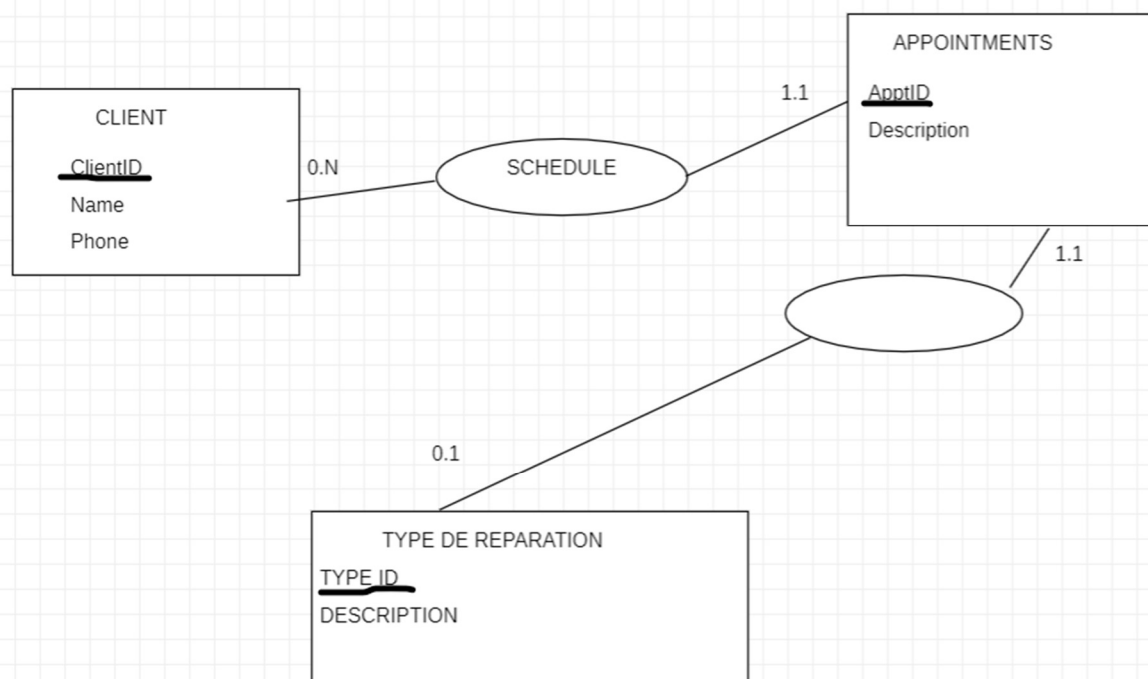 CLIENT
ClientID
Name
Phone
0.N
SCHEDULE
1.1
APPOINTMENTS
ApptID
Description
1.1
0.1
TYPE DE REPARATION
TYPE ID
DESCRIPTION